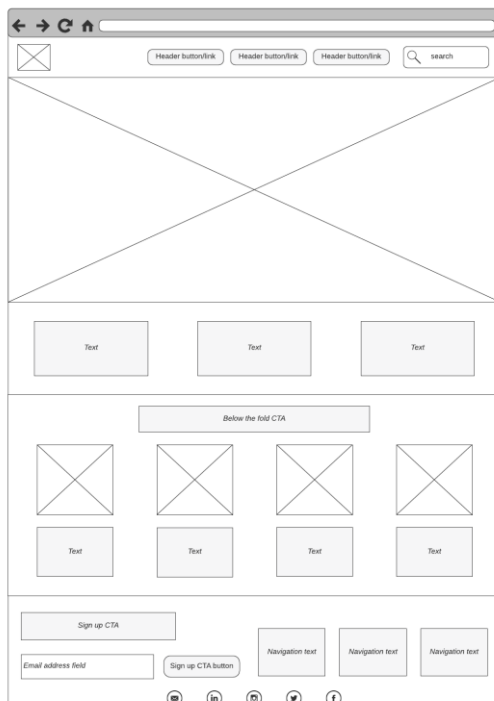 Header button/link
Header button/link
Header button/link
search
Text
Text
Text
Below the fold CTA
Text
Text
Text
Text
Sign up CTA
Email address field
Sign up CTA button
Navigation text
Navigation text
Navigation text